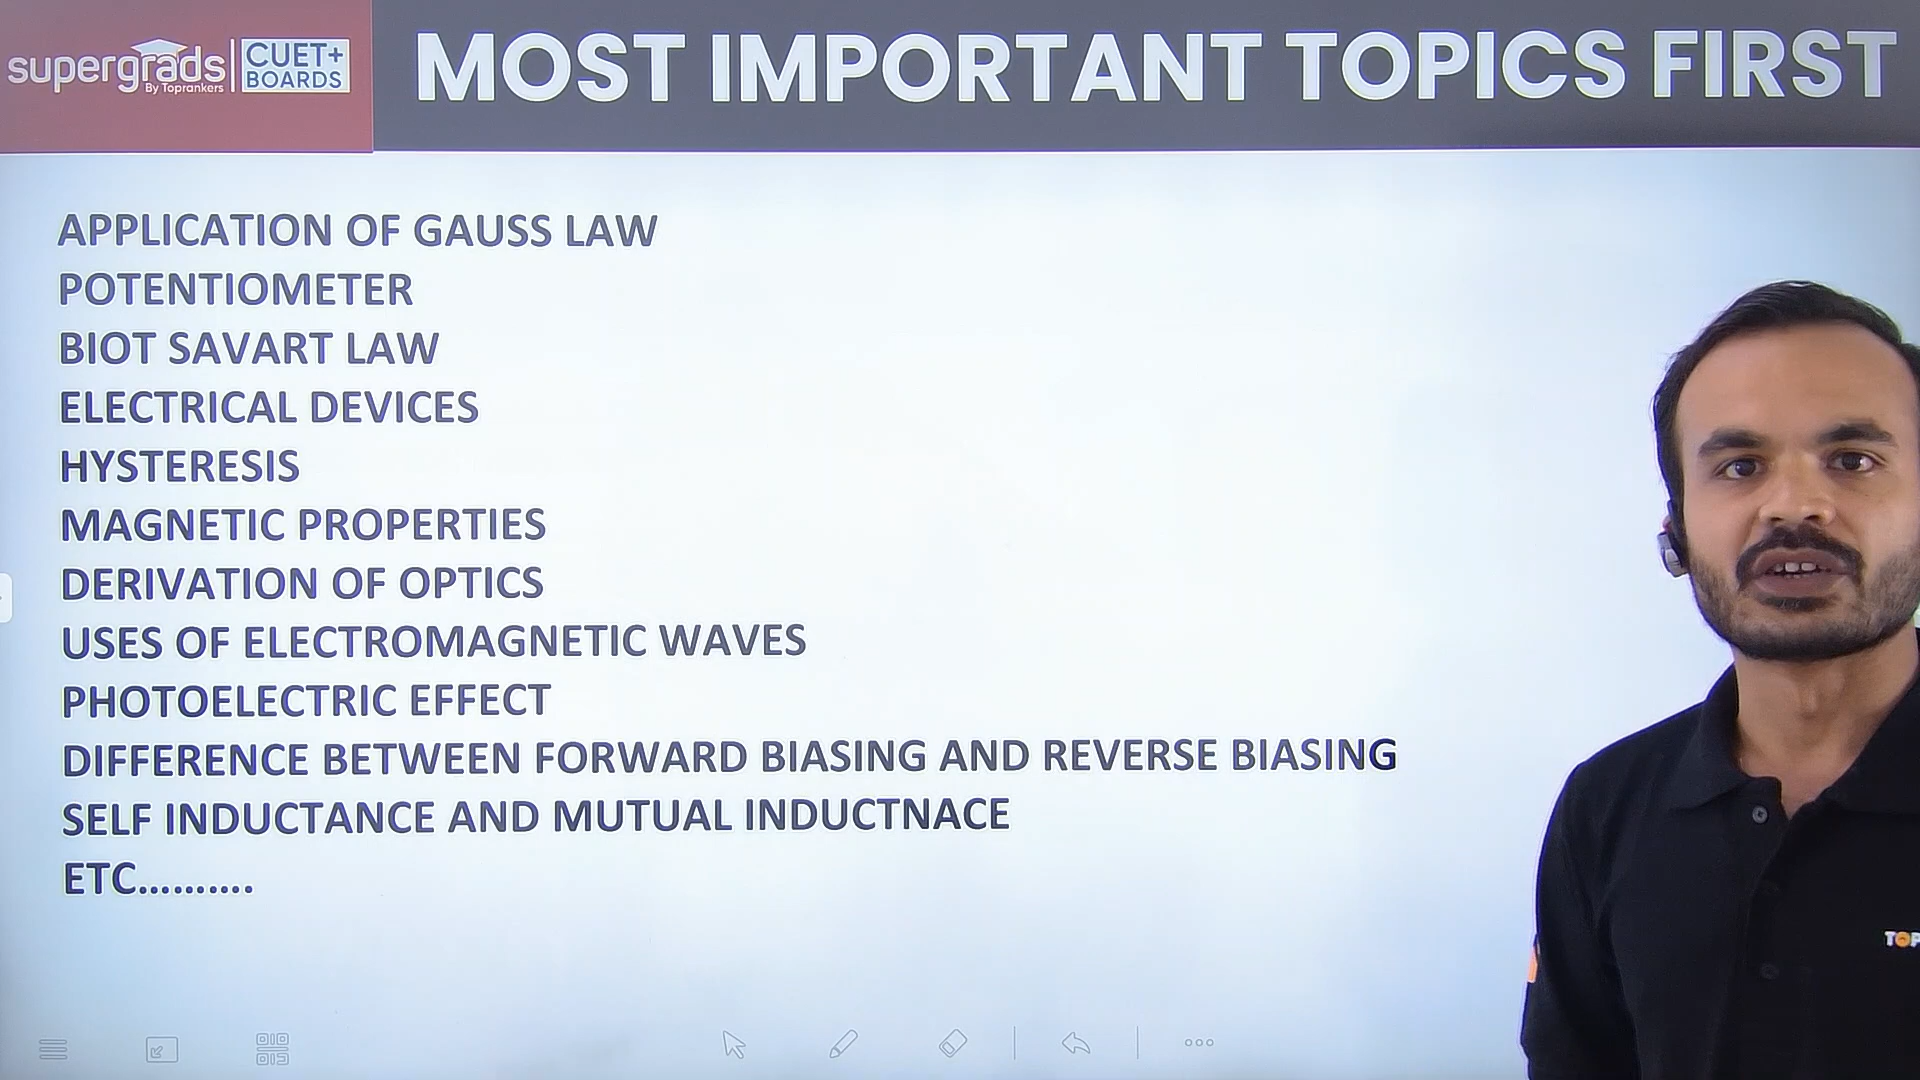 supergrads
By Toprankers
CUET+
BOARDS
MOST IMPORTANT TOPICS FIRST
APPLICATION OF GAUSS LAW
POTENTIOMETER
BIOT SAVART LAW
ELECTRICAL DEVICES
HYSTERESIS
MAGNETIC PROPERTIES
DERIVATION OF OPTICS
USES OF ELECTROMAGNETIC WAVES
PHOTOELECTRIC EFFECT
DIFFERENCE BETWEEN FORWARD BIASING AND REVERSE BIASING
SELF INDUCTANCE AND MUTUAL INDUCTNACE
ETC..........
TOP